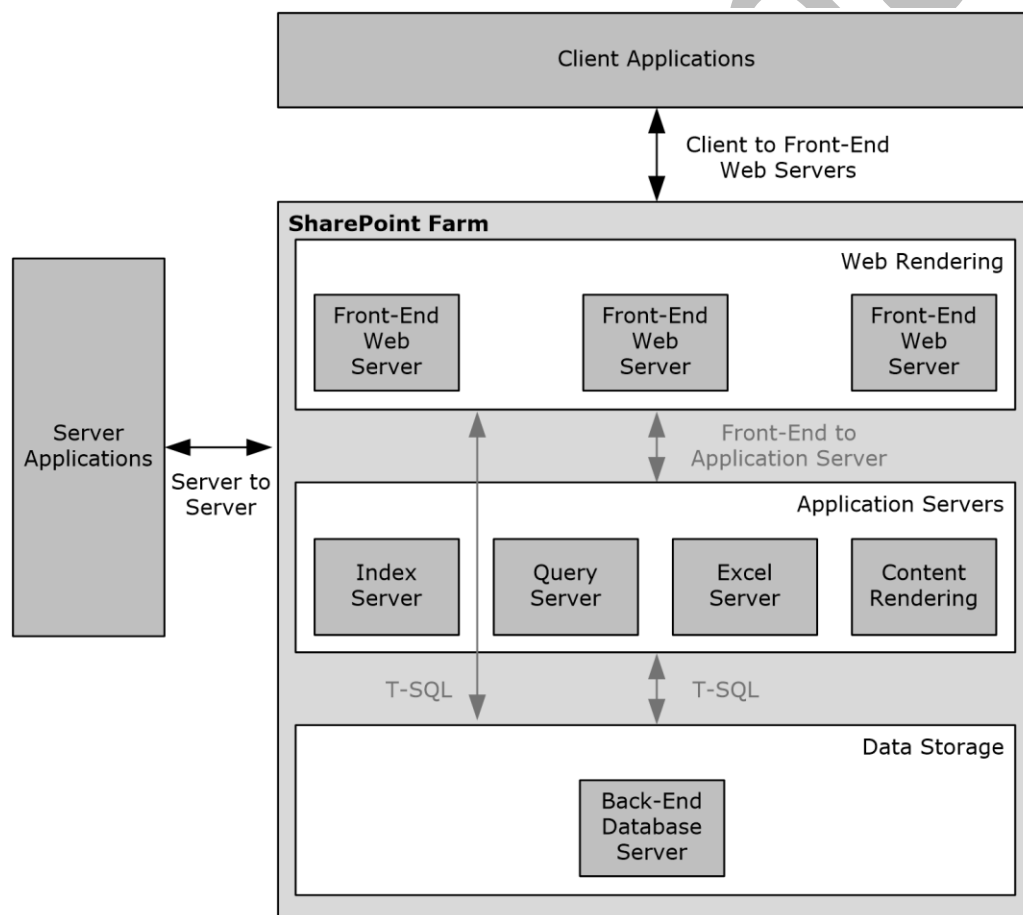 Client Applications
Client to Front-End
Web Servers
SharePoint Farm
Web Rendering
Front-End
Web
Server
Front-End
Web
Server
Front-End
Web
Server
Server
Applications
Server to
Server
Front-End to
Application Server
Application Servers
Index
Server
Query
Server
Excel
Server
Content
Rendering
T-SQL
T-SQL
Data Storage
Back-End
Database
Server